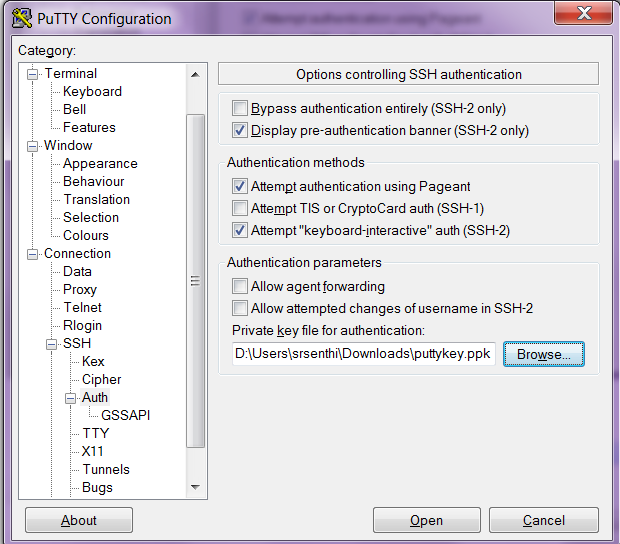 PuTTY Configuration
Category:
Terminal
Keyboard
Bell
Features
Window
Appearance
Behaviour
Translation
Selection
Colours
Connection
Data
Proxy
Telnet
Rlogin
SSH
Kex
Cipher
Auth
GSSAPI
TTY
X11
Tunnels
Bugs
Options controlling SSH authentication
Bypass authentication entirely (SSH-2 only)
Display pre-authentication banner (SSH-2 only)
Authentication methods
Attempt authentication using Pageant
Attempt TIS or CryptoCard auth (SSH-1)
Attempt "keyboard-interactive" auth (SSH-2)
Authentication parameters
Allow agent forwarding
Allow attempted changes of username in SSH-2
Private key file for authentication:
D:\Users\srsenthi\Downloads\puttykey.ppk
Browse...
About
Open
Cancel